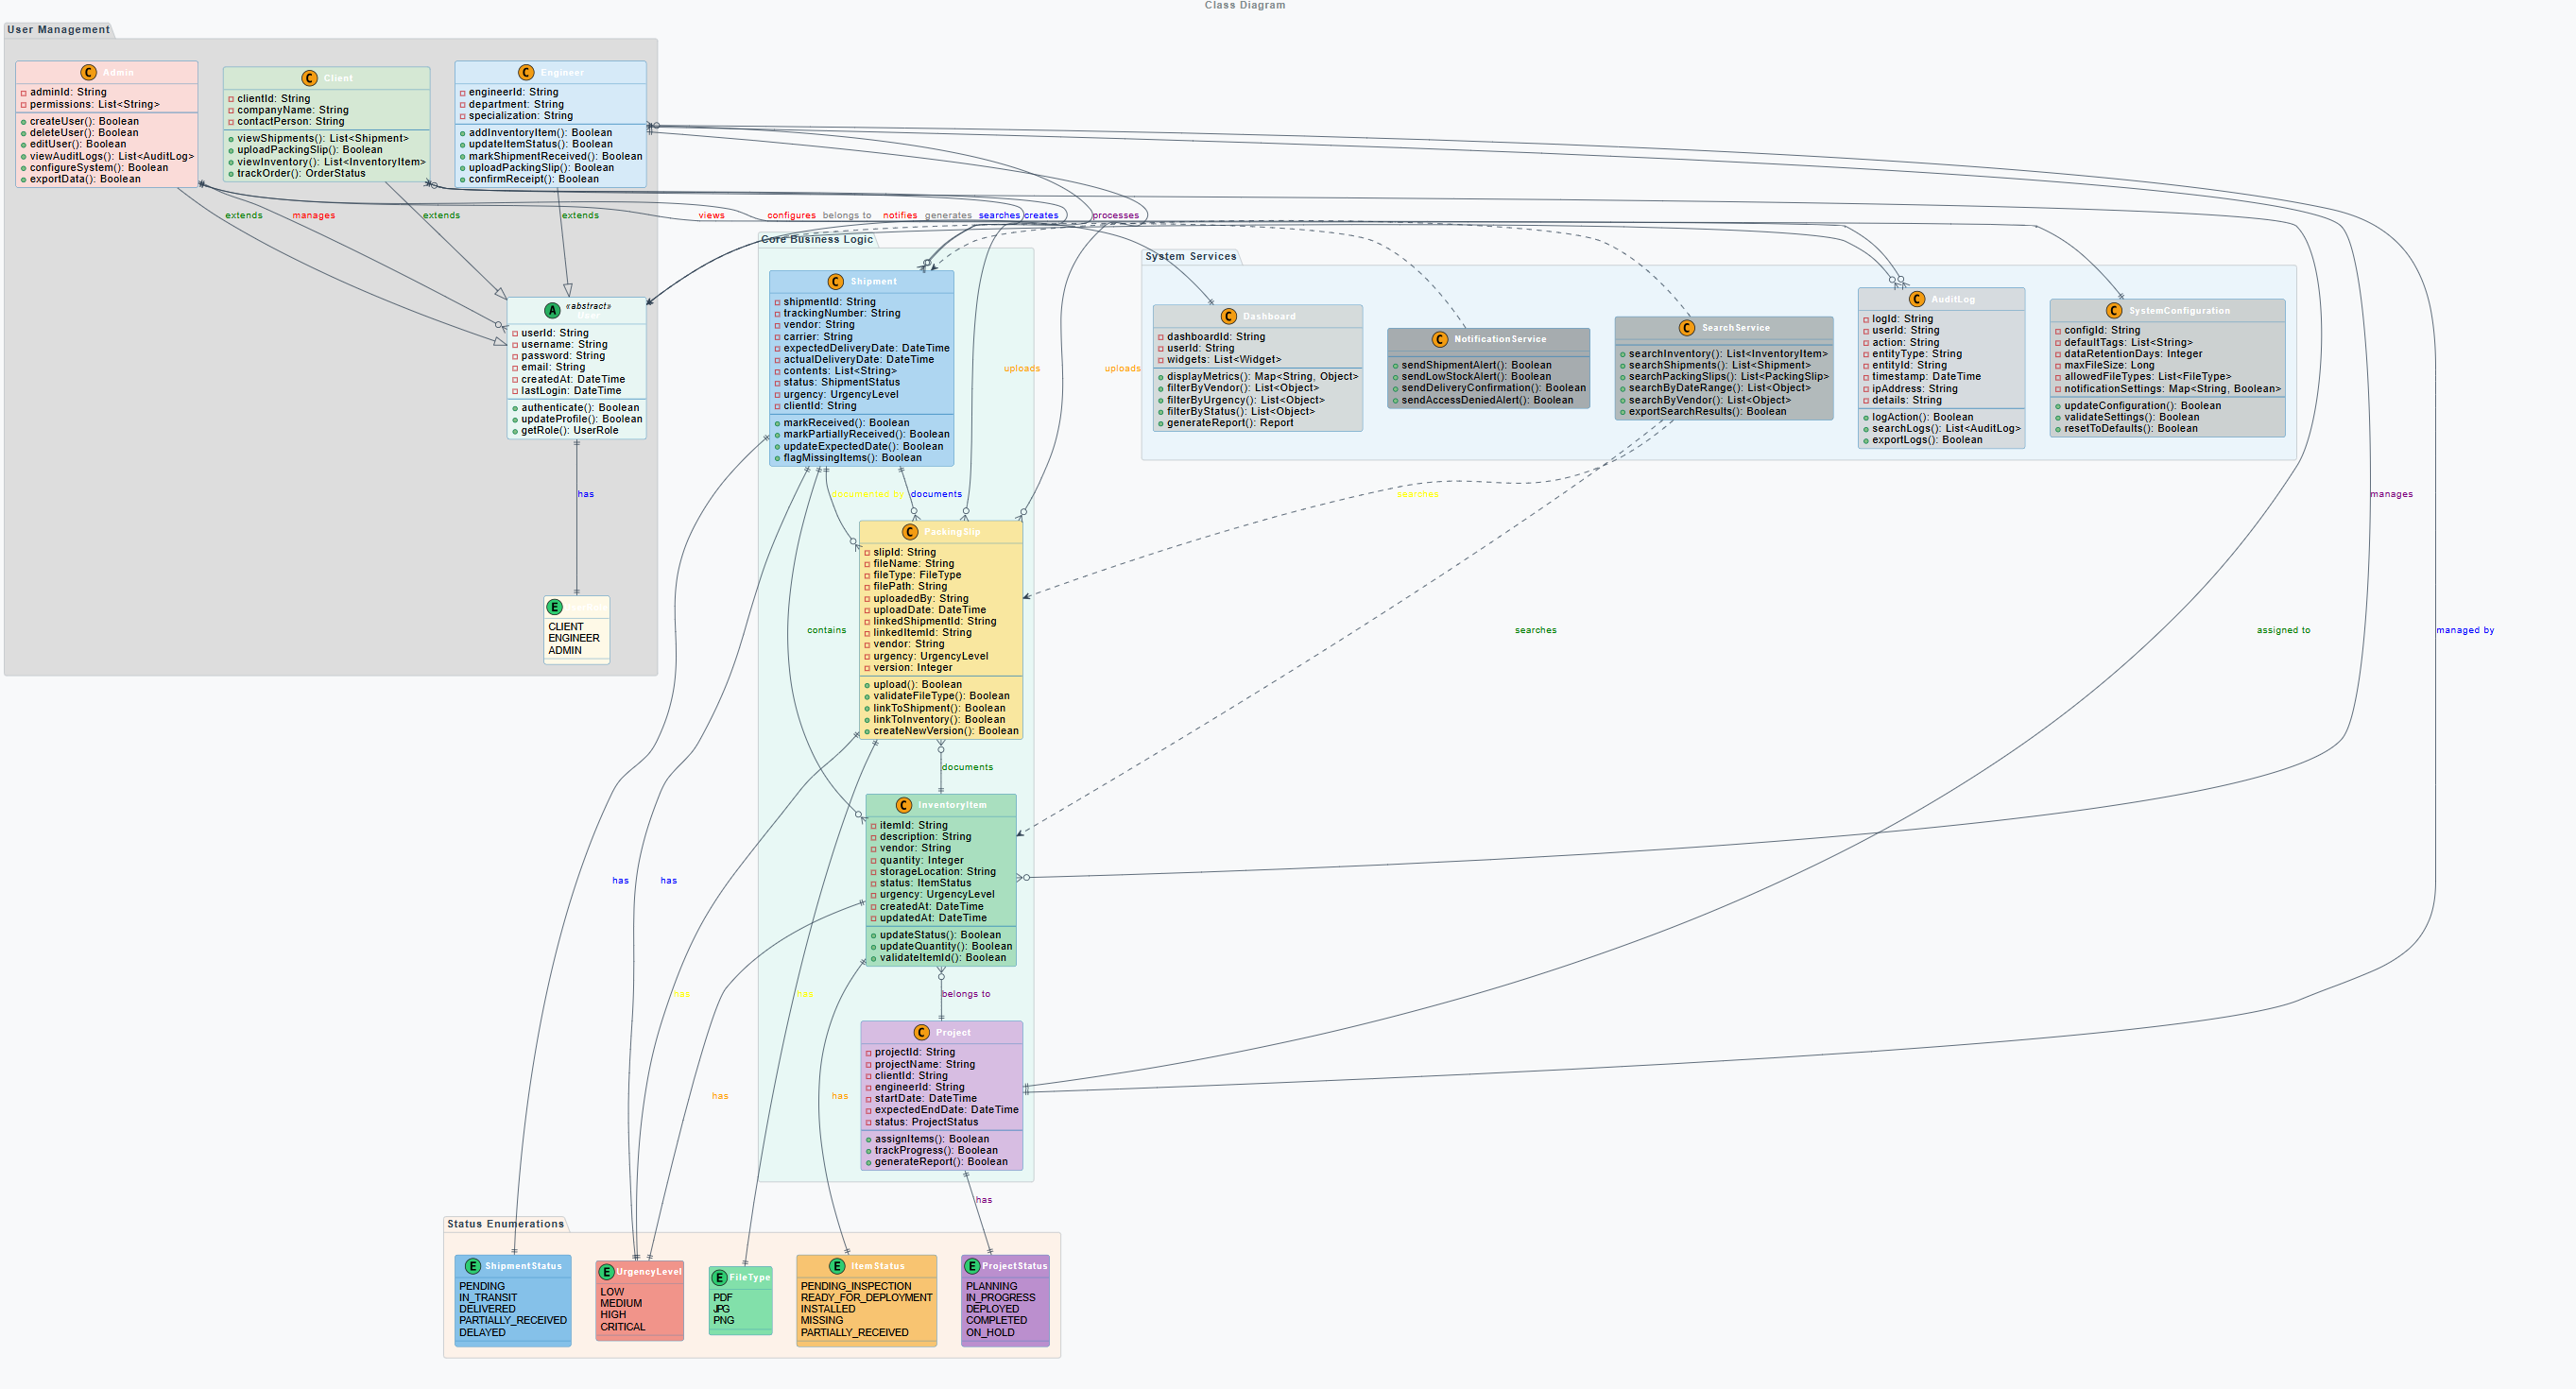 Class Diagram
User Management
Admin
adminId: String
permissions: List<String>
createUser(): Boolean
deleteUser(): Boolean
editUser(): Boolean
viewAuditLogs(): List<AuditLog>
configureSystem(): Boolean
exportData(): Boolean
Client
clientId: String
companyName: String
contactPerson: String
viewShipments(): List<Shipment>
uploadPackingSlip(): Boolean
viewInventory(): List<InventoryItem>
trackOrder(): OrderStatus
Engineer
engineerId: String
department: String
specialization: String
addInventoryItem(): Boolean
updateItemStatus(): Boolean
markShipmentReceived(): Boolean
uploadPackingSlip(): Boolean
confirmReceipt(): Boolean
extends
manages
extends
extends
views
configures
belongs to
notifies
generates
searches
creates
processes
«abstract»
User
userId: String
username: String
password: String
email: String
createdAt: DateTime
lastLogin: DateTime
authenticate(): Boolean
updateProfile(): Boolean
getRole(): UserRole
has
CLIENT
ENGINEER
ADMIN
Core Business Logic
Shipment
shipmentId: String
trackingNumber: String
vendor: String
carrier: String
expectedDeliveryDate: DateTime
actualDeliveryDate: DateTime
contents: List<String>
status: ShipmentStatus
urgency: UrgencyLevel
clientId: String
markReceived(): Boolean
markPartiallyReceived(): Boolean
updateExpectedDate(): Boolean
flagMissingItems(): Boolean
uploads
uploads
System Services
Dashboard
dashboardId: String
userId: String
widgets: List<Widget>
displayMetrics(): Map<String, Object>
filterByVendor(): List<Object>
filterByUrgency(): List<Object>
filterByStatus(): List<Object>
generateReport(): Report
NotificationService
sendShipmentAlert(): Boolean
sendLowStockAlert(): Boolean
sendDeliveryConfirmation(): Boolean
sendAccessDeniedAlert(): Boolean
SearchService
searchInventory(): List<InventoryItem>
searchShipments(): List<Shipment>
searchPackingSlips(): List<PackingSlip>
searchByDateRange(): List<Object>
searchByVendor(): List<Object>
exportSearchResults(): Boolean
AuditLog
logId: String
userId: String
action: String
entityType: String
entityId: String
timestamp: DateTime
ipAddress: String
details: String
logAction(): Boolean
searchLogs(): List<AuditLog>
exportLogs(): Boolean
SystemConfiguration
configId: String
defaultTags: List<String>
dataRetentionDays: Integer
maxFileSize: Long
allowedFileTypes: List<FileType>
notificationSettings: Map<String, Boolean>
updateConfiguration(): Boolean
validateSettings(): Boolean
resetToDefaults(): Boolean
documented by
documents
searches
manages
PackingSlip
slipId: String
fileName: String
fileType: FileType
filePath: String
uploadedBy: String
uploadDate: DateTime
linkedShipmentId: String
linkedItemId: String
vendor: String
urgency: UrgencyLevel
version: Integer
upload(): Boolean
validateFileType(): Boolean
linkToShipment(): Boolean
linkToInventory(): Boolean
createNewVersion(): Boolean
contains
searches
assigned to
managed by
documents
InventoryItem
itemId: String
description: String
vendor: String
quantity: Integer
storageLocation: String
status: ItemStatus
urgency: UrgencyLevel
createdAt: DateTime
updatedAt: DateTime
updateStatus(): Boolean
updateQuantity(): Boolean
validateItemId(): Boolean
has
has
has
has
belongs to
Project
projectId: String
projectName: String
clientId: String
engineerId: String
startDate: DateTime
expectedEndDate: DateTime
status: ProjectStatus
assignItems(): Boolean
trackProgress(): Boolean
generateReport(): Boolean
has
has
has
Status Enumerations
ShipmentStatus
PENDING
IN_TRANSIT
DELIVERED
PARTIALLY_RECEIVED
DELAYED
UrgencyLevel
LOW
MEDIUM
HIGH
CRITICAL
FileType
PDF
JPG
PNG
ItemStatus
PENDING_INSPECTION
READY_FOR_DEPLOYMENT
INSTALLED
MISSING
PARTIALLY_RECEIVED
ProjectStatus
PLANNING
IN_PROGRESS
DEPLOYED
COMPLETED
ON_HOLD